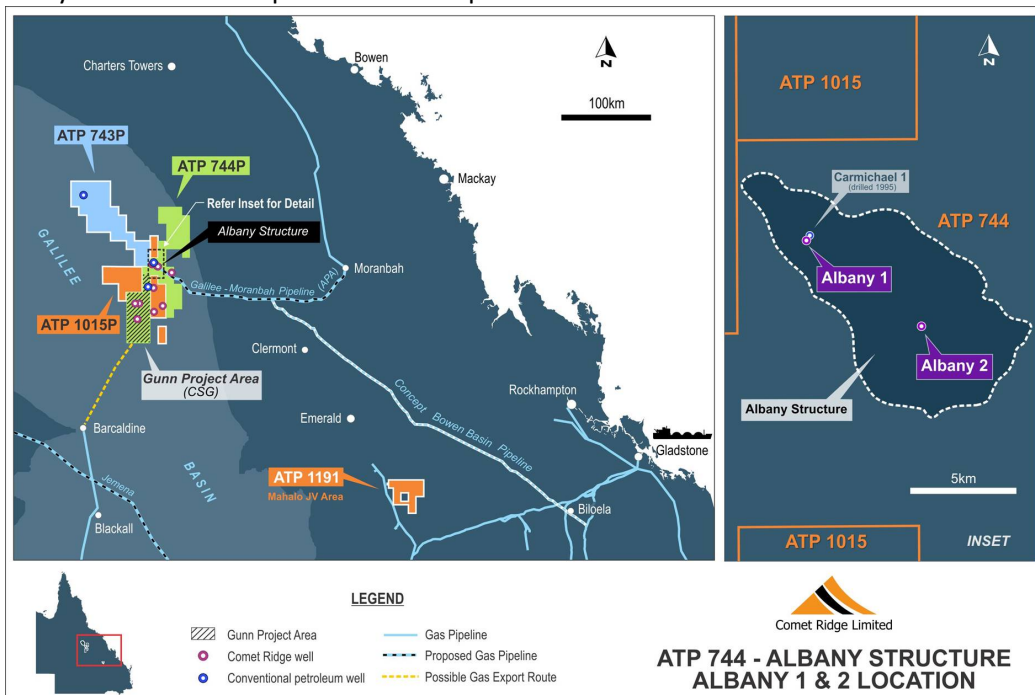 Bowen
N
Charters Towers
100km
ATP 743P
ATP 744P
Mackay
Refer Inset for Detail
Albany Structure
GALILEE
Moranbah
Galilee - Moranbah Pipeline (APA)
ATP 1015P
Gunn Project Area
(CSG)
Clermont
Concept Bowen Basin Pipeline
Rockhampton
Emerald
Barcaldine
Gladstone
BASIN
Jemena
ATP 1191
Mahalo JV Area
Blackall
Biloela
N
ATP 1015
Carmichael 1
(drilled 1995)
ATP 744
Albany 1
Albany 2
Albany Structure
5km
ATP 1015
INSET
LEGEND
Gunn Project Area
Comet Ridge well
Conventional petroleum well
Gas Pipeline
Proposed Gas Pipeline
Possible Gas Export Route
Comet Ridge Limited
ATP 744 - ALBANY STRUCTURE
ALBANY 1 & 2 LOCATION